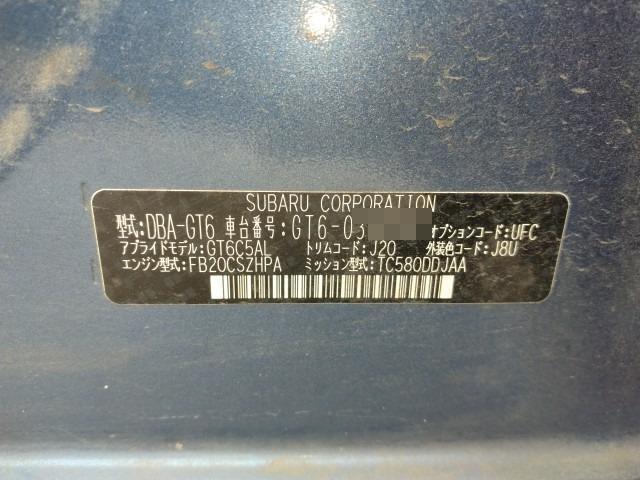 SUBARU CORPORATION
型式:DBA-GT6 車台番号:GT6-03 オプションコード:UFC
アプライドモデル:GT6C5AL トリムコード:J20 外装色コード:J8U
エンジン型式:FB20CSZHPA ミッション型式:TC580DDJAA